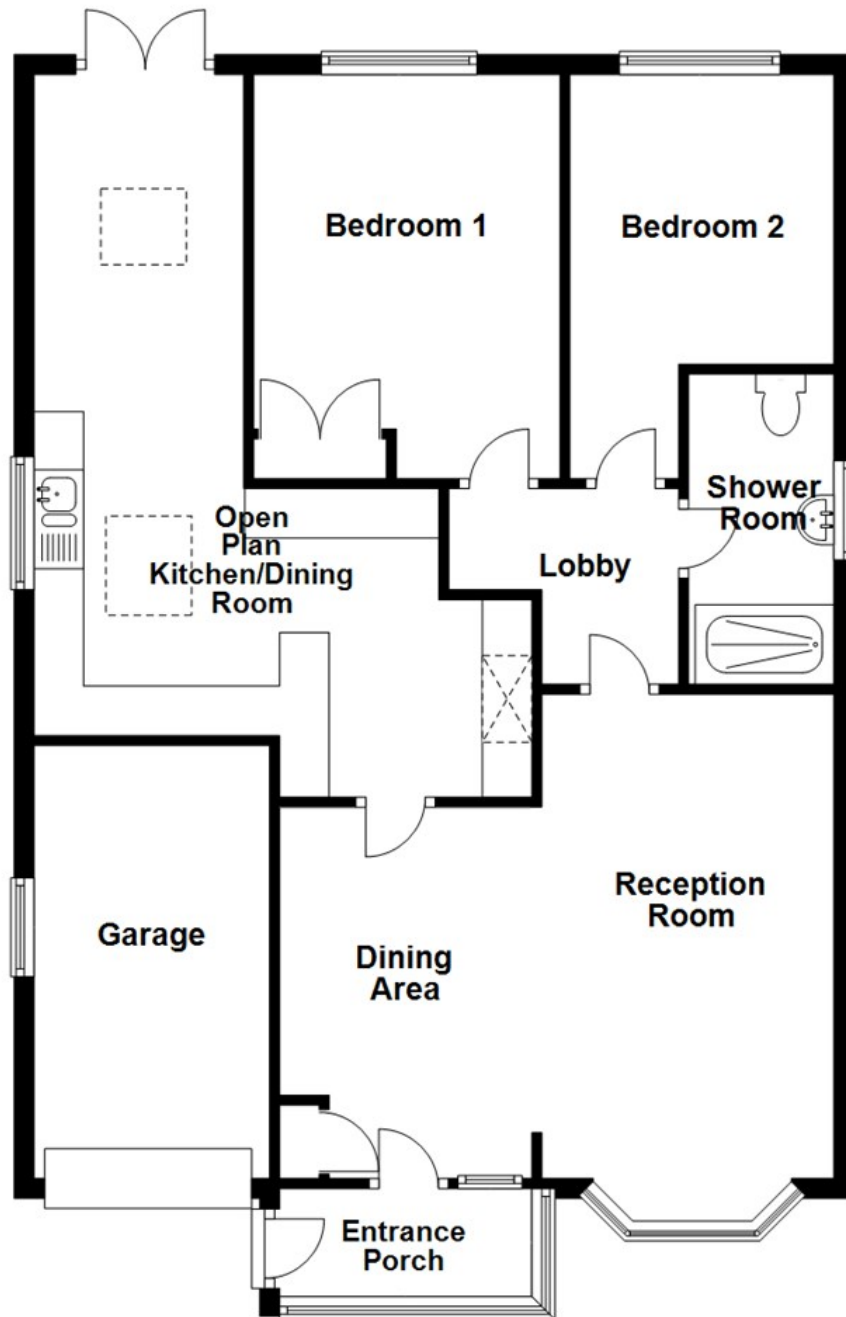 Bedroom 1
Bedroom 2
Open
Plan
Kitchen/Dining
Room
Shower
Room
Lobby
Reception
Room
Garage
Dining
Area
Entrance
Porch